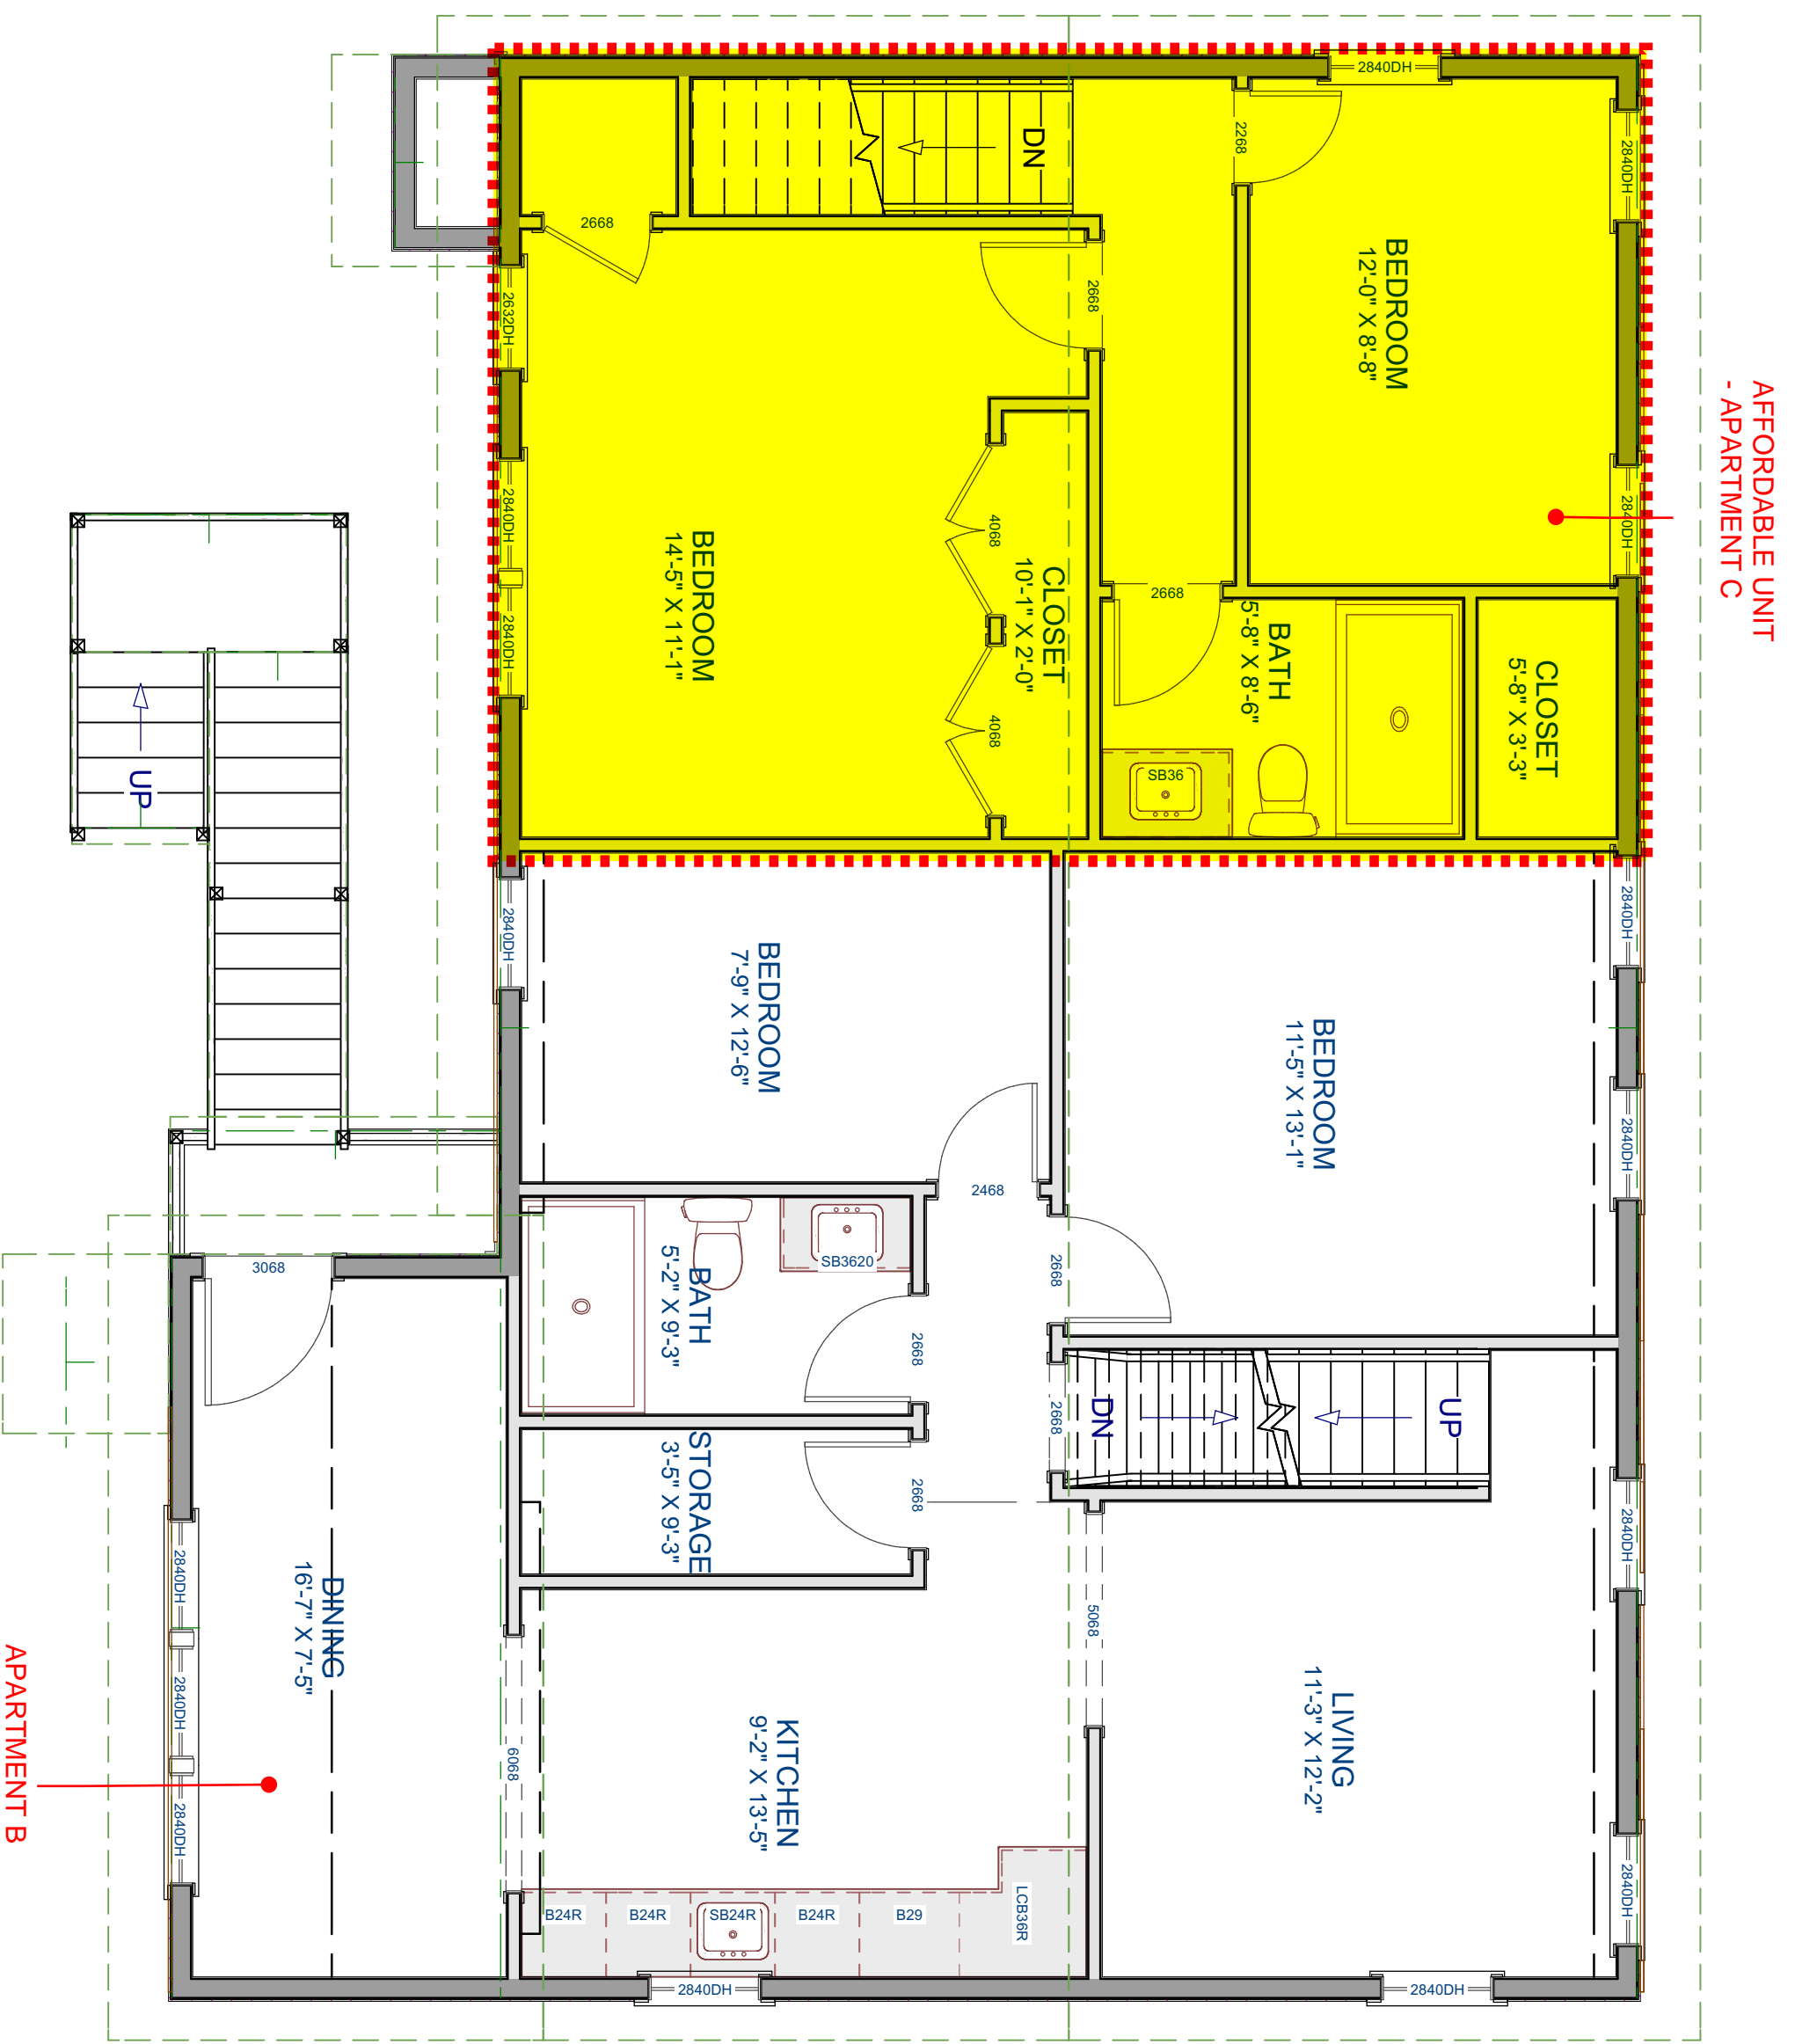 AFFORDABLE UNIT
- APARTMENT C
2840DH
2840DH
2268
DN
BEDROOM
12'-0" X 8'-8"
2668
2668
2632DH
2840DH
2840DH
2840DH
BEDROOM
14'-5" X 11'-1"
4068
4068
CLOSET
10'-1" X 2'-0"
2668
BATH
5'-8" X 8'-6"
SB36
CLOSET
5'-8" X 3'-3"
UP
2840DH
2840DH
BEDROOM
7'-9" X 12'-6"
BEDROOM
11'-5" X 13'-1"
2840DH
2468
2668
3068
BATH
5'-2" X 9'-3"
SB3620
2668
2668
DN
UP
STORAGE
3'-5" X 9'-3"
2668
2840DH
5068
DINING
16'-7" X 7'-5"
2840DH
2840DH
2840DH
6068
KITCHEN
9'-2" X 13'-5"
LIVING
11'-3" X 12'-2"
B24R
B24R
SB24R
B24R
B29
LCB36R
2840DH
2840DH
2840DH
APARTMENT B